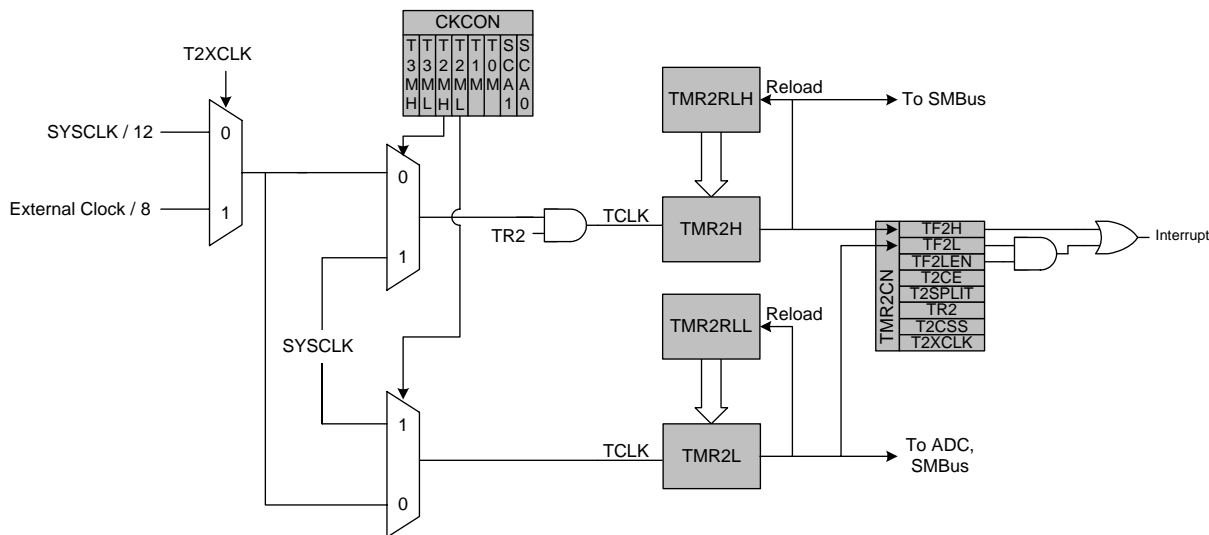 CKCON
T3MH
T3ML
T2MH
T2ML
T1M
T0M
SCA1
SCA0
T2XCLK
SYSCLK / 12
0
External Clock / 8
1
0
1
TR2
TCLK
TMR2RLH
Reload
To SMBus
TMR2H
TMR2CN
TF2H
TF2L
TF2LEN
T2CE
T2SPLIT
TR2
T2CSS
T2XCLK
Interrupt
SYSCLK
1
0
TCLK
TMR2RLL
Reload
TMR2L
To ADC,
SMBus